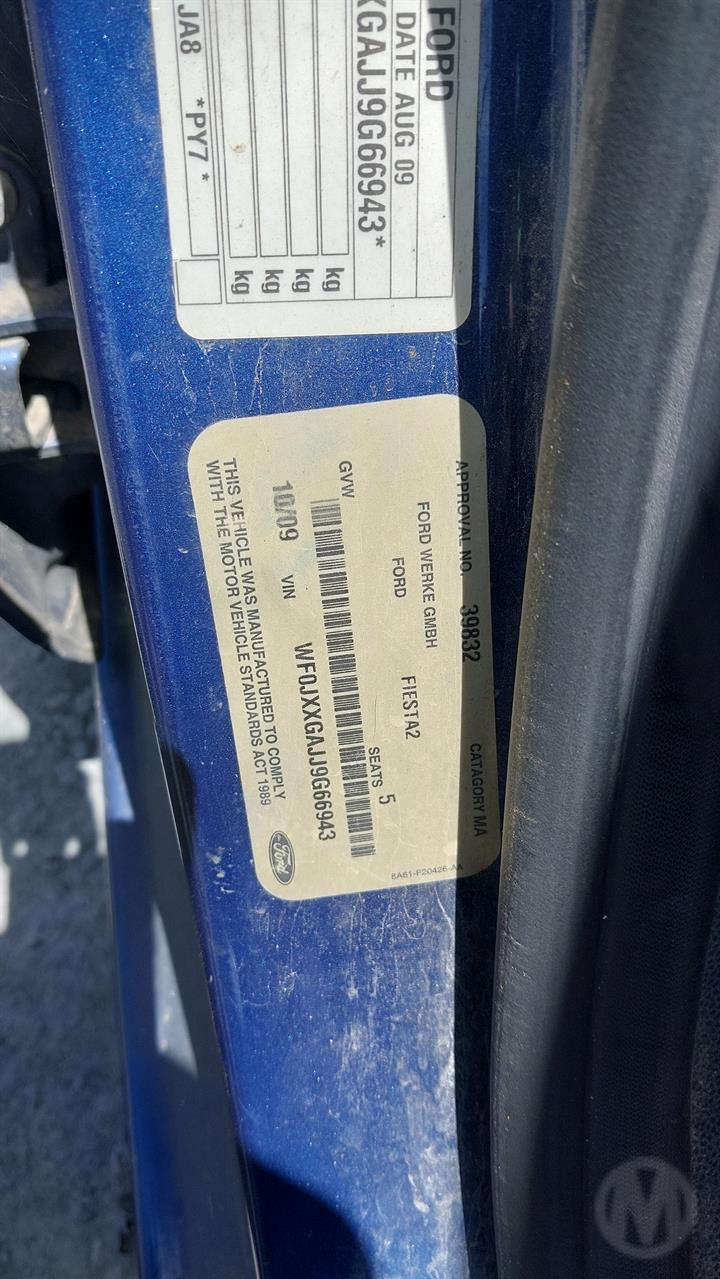 FORD
DATE AUG 09
XGAJJ9G66943*
kg
kg
kg
kg
JA8 *PY7*
APPROVAL NO. 39832 CATAGORY MA
FORD WERKE GMBH
FORD FIESTA2
SEATS 5
GVW
10/09 VIN WF0JXXGAJJ9G66943
THIS VEHICLE WAS MANUFACTURED TO COMPLY
WITH THE MOTOR VEHICLE STANDARDS ACT 1989
Ford
8A61-F20426-AA
M